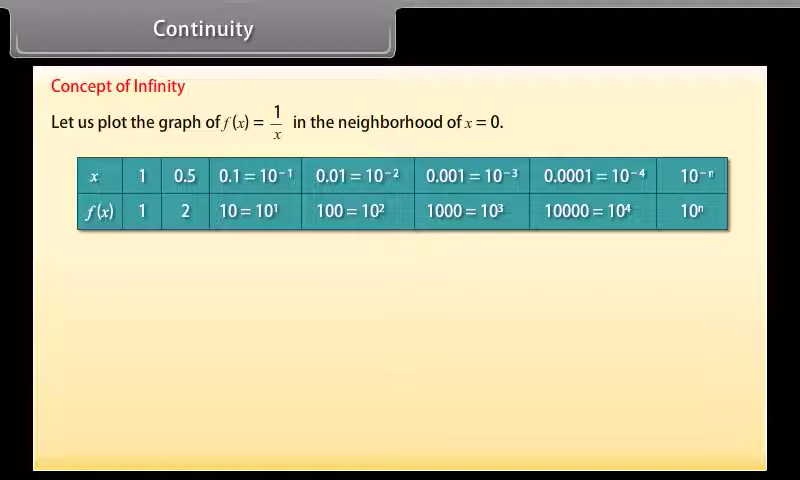 Continuity
Concept of Infinity
Let us plot the graph of f (x) = 1/x in the neighborhood of x = 0.
x 1 0.5 0.1 = 10⁻¹ 0.01 = 10⁻² 0.001 = 10⁻³ 0.0001 = 10⁻⁴ 10⁻ⁿ
f (x) 1 2 10 = 10¹ 100 = 10² 1000 = 10³ 10000 = 10⁴ 10ⁿ